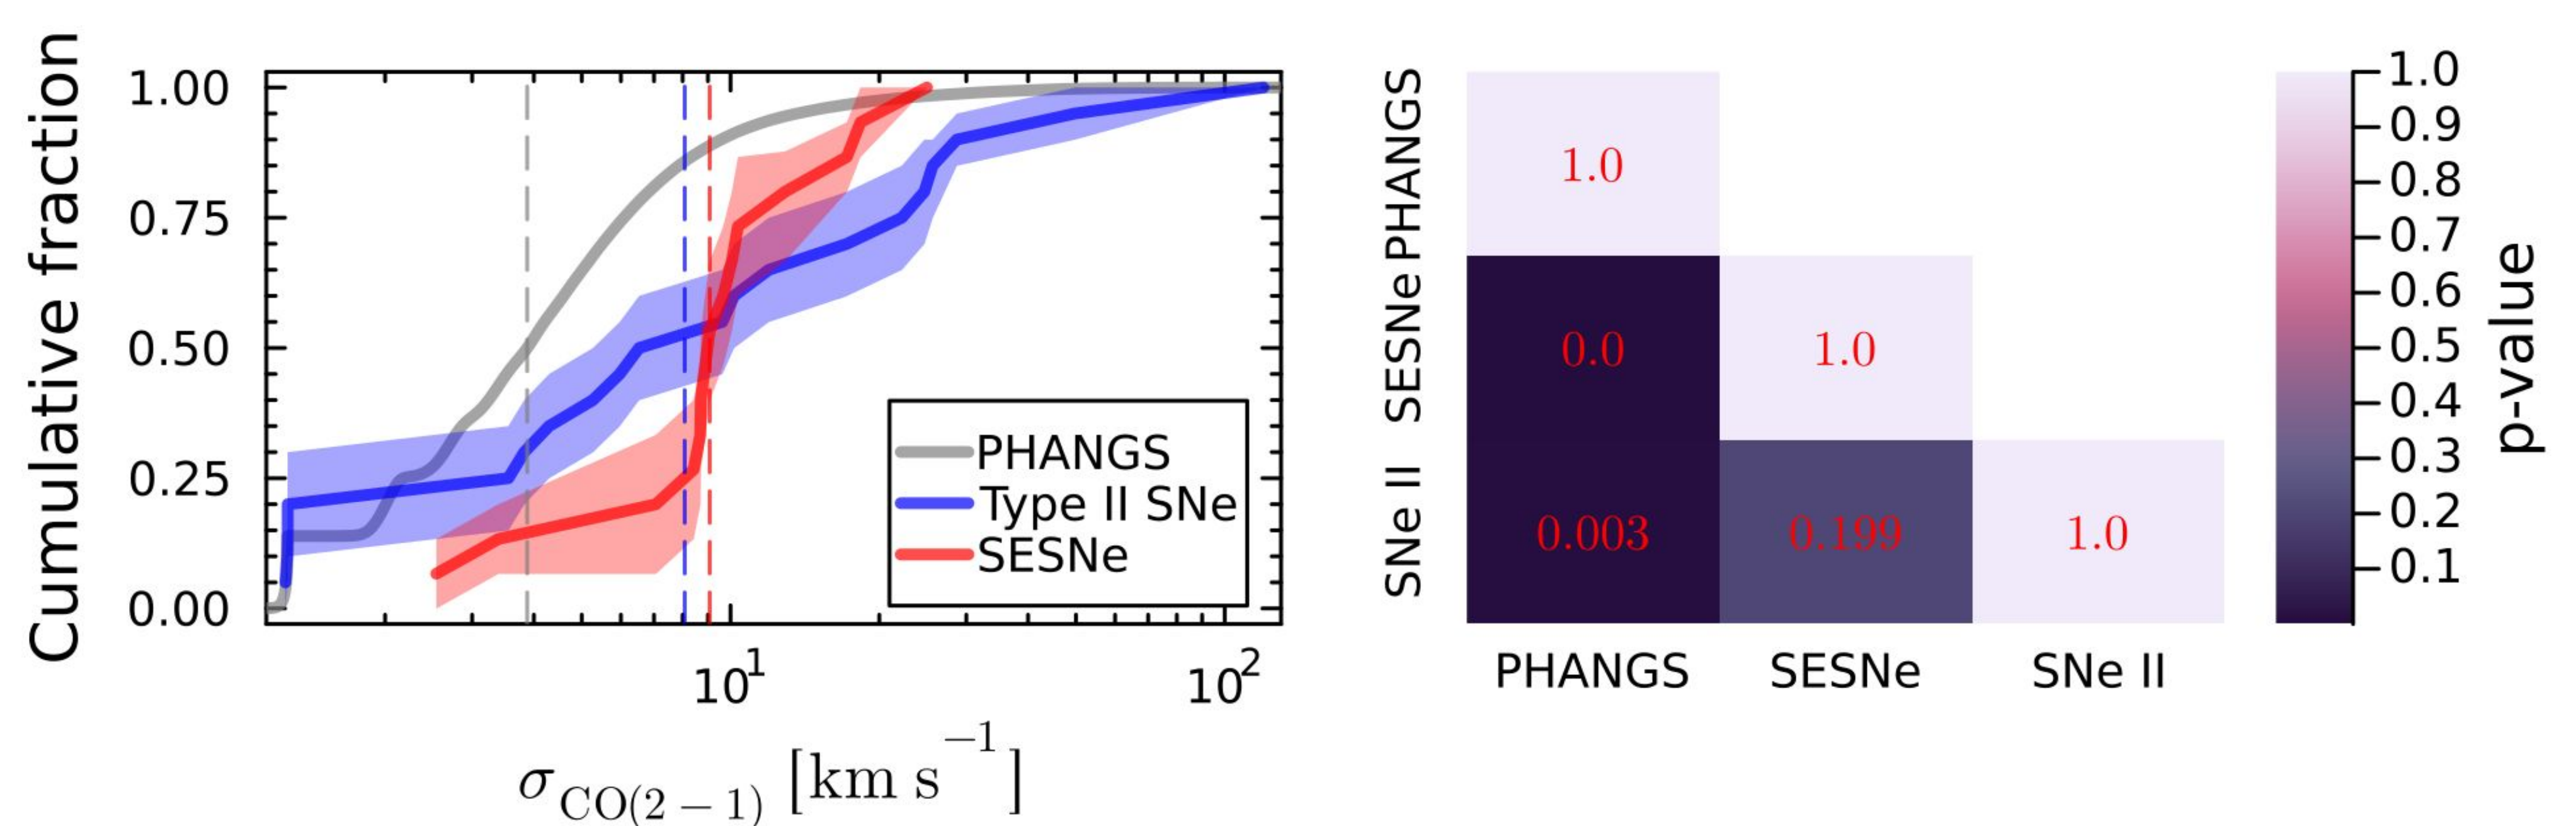 Cumulative fraction
1.00
0.75
0.50
0.25
0.00
10^1
10^2
σ_CO(2 − 1) [km s^−1]
PHANGS
Type II SNe
SESNe
PHANGS
SESNe
SNe II
1.0
0.0 1.0
0.003 0.199 1.0
PHANGS SESNe SNe II
1.0
0.9
0.8
0.7
0.6
0.5
0.4
0.3
0.2
0.1
p-value